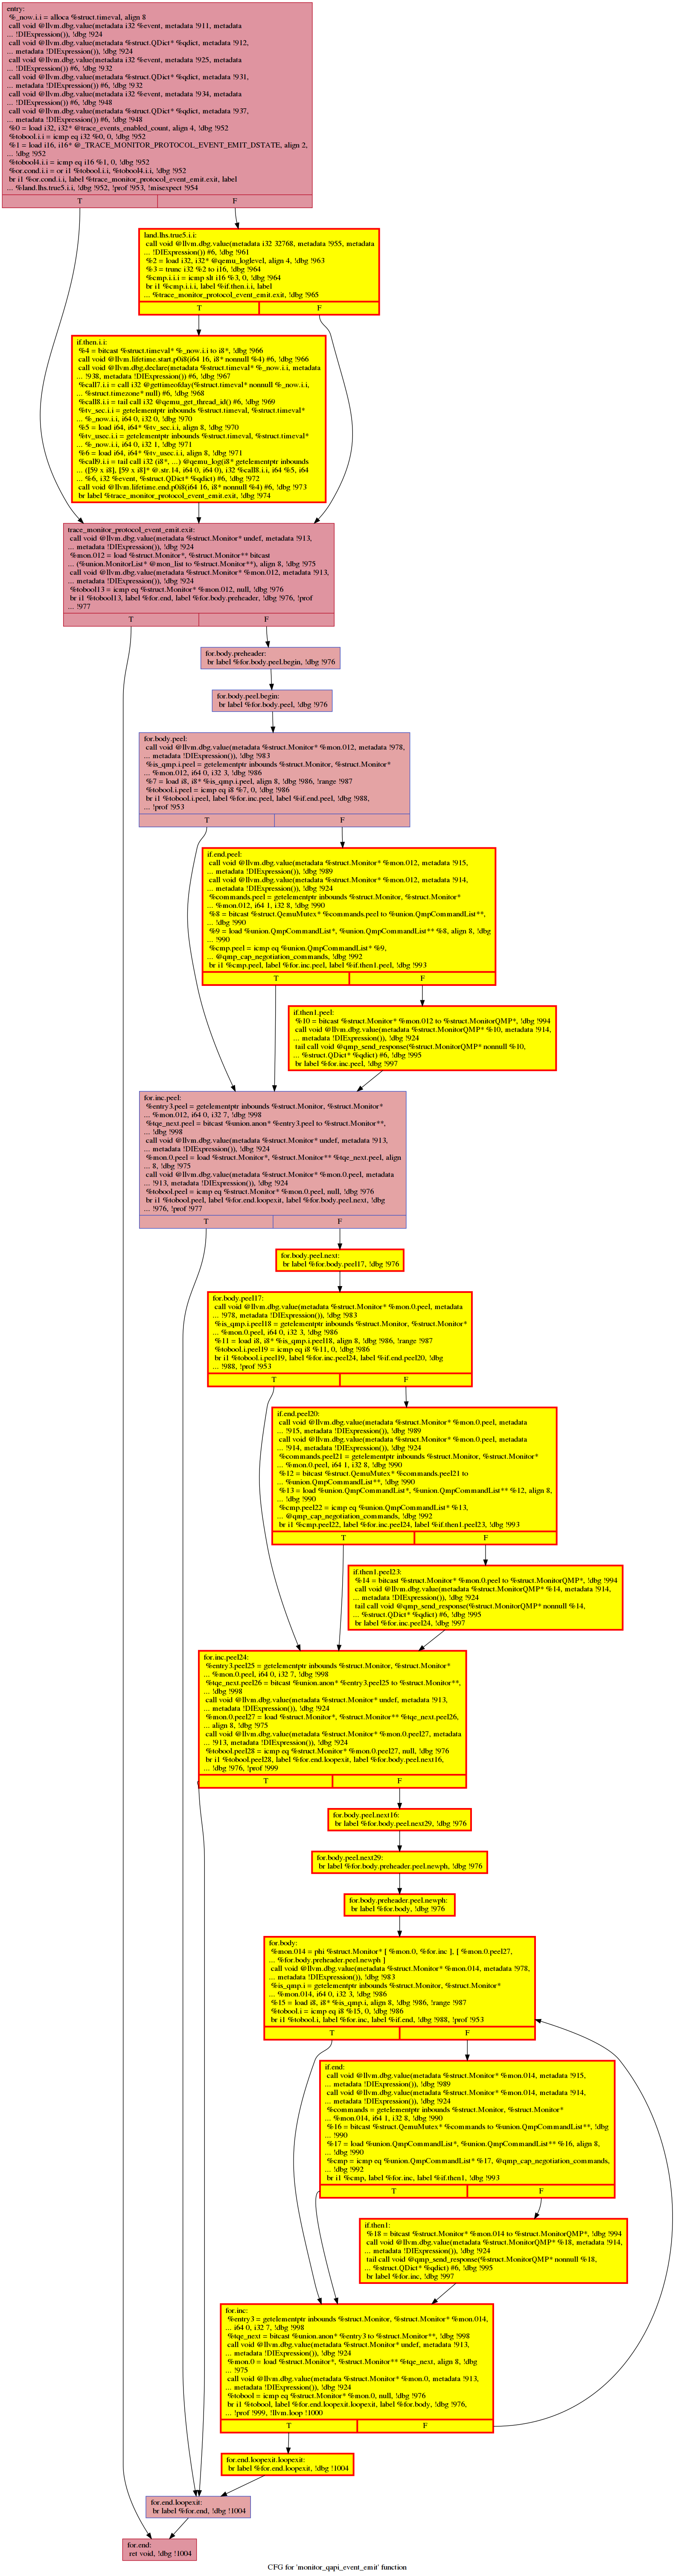 entry:
%_now.i.i = alloca %struct.timeval, align 8
call void @llvm.dbg.value(metadata i32 %event, metadata !911, metadata
... !DIExpression()), !dbg !924
call void @llvm.dbg.value(metadata %struct.QDict* %qdict, metadata !912,
... metadata !DIExpression()), !dbg !924
call void @llvm.dbg.value(metadata i32 %event, metadata !925, metadata
... !DIExpression()) #6, !dbg !932
call void @llvm.dbg.value(metadata %struct.QDict* %qdict, metadata !931,
... metadata !DIExpression()) #6, !dbg !932
call void @llvm.dbg.value(metadata i32 %event, metadata !934, metadata
... !DIExpression()) #6, !dbg !948
call void @llvm.dbg.value(metadata %struct.QDict* %qdict, metadata !937,
... metadata !DIExpression()) #6, !dbg !948
%0 = load i32, i32* @trace_events_enabled_count, align 4, !dbg !952
%tobool.i.i = icmp eq i32 %0, 0, !dbg !952
%1 = load i16, i16* @_TRACE_MONITOR_PROTOCOL_EVENT_EMIT_DSTATE, align 2,
... !dbg !952
%tobool4.i.i = icmp eq i16 %1, 0, !dbg !952
%or.cond.i.i = or i1 %tobool.i.i, %tobool4.i.i, !dbg !952
br i1 %or.cond.i.i, label %trace_monitor_protocol_event_emit.exit, label
... %land.lhs.true5.i.i, !dbg !952, !prof !953, !misexpect !954
T F
land.lhs.true5.i.i:
call void @llvm.dbg.value(metadata i32 32768, metadata !955, metadata
... !DIExpression()) #6, !dbg !961
%2 = load i32, i32* @qemu_loglevel, align 4, !dbg !963
%3 = trunc i32 %2 to i16, !dbg !964
%cmp.i.i.i = icmp slt i16 %3, 0, !dbg !964
br i1 %cmp.i.i.i, label %if.then.i.i, label
... %trace_monitor_protocol_event_emit.exit, !dbg !965
T F
if.then.i.i:
%4 = bitcast %struct.timeval* %_now.i.i to i8*, !dbg !966
call void @llvm.lifetime.start.p0i8(i64 16, i8* nonnull %4) #6, !dbg !966
call void @llvm.dbg.declare(metadata %struct.timeval* %_now.i.i, metadata
... !938, metadata !DIExpression()) #6, !dbg !967
%call7.i.i = call i32 @gettimeofday(%struct.timeval* nonnull %_now.i.i,
... %struct.timezone* null) #6, !dbg !968
%call8.i.i = tail call i32 @qemu_get_thread_id() #6, !dbg !969
%tv_sec.i.i = getelementptr inbounds %struct.timeval, %struct.timeval*
... %_now.i.i, i64 0, i32 0, !dbg !970
%5 = load i64, i64* %tv_sec.i.i, align 8, !dbg !970
%tv_usec.i.i = getelementptr inbounds %struct.timeval, %struct.timeval*
... %_now.i.i, i64 0, i32 1, !dbg !971
%6 = load i64, i64* %tv_usec.i.i, align 8, !dbg !971
%call9.i.i = tail call i32 (i8*, ...) @qemu_log(i8* getelementptr inbounds
... ([59 x i8], [59 x i8]* @.str.14, i64 0, i64 0), i32 %call8.i.i, i64 %5, i64
... %6, i32 %event, %struct.QDict* %qdict) #6, !dbg !972
call void @llvm.lifetime.end.p0i8(i64 16, i8* nonnull %4) #6, !dbg !973
br label %trace_monitor_protocol_event_emit.exit, !dbg !974
trace_monitor_protocol_event_emit.exit:
call void @llvm.dbg.value(metadata %struct.Monitor* undef, metadata !913,
... metadata !DIExpression()), !dbg !924
%mon.012 = load %struct.Monitor*, %struct.Monitor** bitcast
... (%union.MonitorList* @mon_list to %struct.Monitor**), align 8, !dbg !975
call void @llvm.dbg.value(metadata %struct.Monitor* %mon.012, metadata !913,
... metadata !DIExpression()), !dbg !924
%tobool13 = icmp eq %struct.Monitor* %mon.012, null, !dbg !976
br i1 %tobool13, label %for.end, label %for.body.preheader, !dbg !976, !prof
... !977
T F
for.body.preheader:
br label %for.body.peel.begin, !dbg !976
for.body.peel.begin:
br label %for.body.peel, !dbg !976
for.body.peel:
call void @llvm.dbg.value(metadata %struct.Monitor* %mon.012, metadata !978,
... metadata !DIExpression()), !dbg !983
%is_qmp.i.peel = getelementptr inbounds %struct.Monitor, %struct.Monitor*
... %mon.012, i64 0, i32 3, !dbg !986
%7 = load i8, i8* %is_qmp.i.peel, align 8, !dbg !986, !range !987
%tobool.i.peel = icmp eq i8 %7, 0, !dbg !986
br i1 %tobool.i.peel, label %for.inc.peel, label %if.end.peel, !dbg !988,
... !prof !953
T F
if.end.peel:
call void @llvm.dbg.value(metadata %struct.Monitor* %mon.012, metadata !915,
... metadata !DIExpression()), !dbg !989
call void @llvm.dbg.value(metadata %struct.Monitor* %mon.012, metadata !914,
... metadata !DIExpression()), !dbg !924
%commands.peel = getelementptr inbounds %struct.Monitor, %struct.Monitor*
... %mon.012, i64 1, i32 8, !dbg !990
%8 = bitcast %struct.QemuMutex* %commands.peel to %union.QmpCommandList**,
... !dbg !990
%9 = load %union.QmpCommandList*, %union.QmpCommandList** %8, align 8, !dbg
... !990
%cmp.peel = icmp eq %union.QmpCommandList* %9,
... @qmp_cap_negotiation_commands, !dbg !992
br i1 %cmp.peel, label %for.inc.peel, label %if.then1.peel, !dbg !993
T F
if.then1.peel:
%10 = bitcast %struct.Monitor* %mon.012 to %struct.MonitorQMP*, !dbg !994
call void @llvm.dbg.value(metadata %struct.MonitorQMP* %10, metadata !914,
... metadata !DIExpression()), !dbg !924
tail call void @qmp_send_response(%struct.MonitorQMP* nonnull %10,
... %struct.QDict* %qdict) #6, !dbg !995
br label %for.inc.peel, !dbg !997
for.inc.peel:
%entry3.peel = getelementptr inbounds %struct.Monitor, %struct.Monitor*
... %mon.012, i64 0, i32 7, !dbg !998
%tqe_next.peel = bitcast %union.anon* %entry3.peel to %struct.Monitor**,
... !dbg !998
call void @llvm.dbg.value(metadata %struct.Monitor* undef, metadata !913,
... metadata !DIExpression()), !dbg !924
%mon.0.peel = load %struct.Monitor*, %struct.Monitor** %tqe_next.peel, align
... 8, !dbg !975
call void @llvm.dbg.value(metadata %struct.Monitor* %mon.0.peel, metadata
... !913, metadata !DIExpression()), !dbg !924
%tobool.peel = icmp eq %struct.Monitor* %mon.0.peel, null, !dbg !976
br i1 %tobool.peel, label %for.end.loopexit, label %for.body.peel.next, !dbg
... !976, !prof !977
T F
for.body.peel.next:
br label %for.body.peel17, !dbg !976
for.body.peel17:
call void @llvm.dbg.value(metadata %struct.Monitor* %mon.0.peel, metadata
... !978, metadata !DIExpression()), !dbg !983
%is_qmp.i.peel18 = getelementptr inbounds %struct.Monitor, %struct.Monitor*
... %mon.0.peel, i64 0, i32 3, !dbg !986
%11 = load i8, i8* %is_qmp.i.peel18, align 8, !dbg !986, !range !987
%tobool.i.peel19 = icmp eq i8 %11, 0, !dbg !986
br i1 %tobool.i.peel19, label %for.inc.peel24, label %if.end.peel20, !dbg
... !988, !prof !953
T F
if.end.peel20:
call void @llvm.dbg.value(metadata %struct.Monitor* %mon.0.peel, metadata
... !915, metadata !DIExpression()), !dbg !989
call void @llvm.dbg.value(metadata %struct.Monitor* %mon.0.peel, metadata
... !914, metadata !DIExpression()), !dbg !924
%commands.peel21 = getelementptr inbounds %struct.Monitor, %struct.Monitor*
... %mon.0.peel, i64 1, i32 8, !dbg !990
%12 = bitcast %struct.QemuMutex* %commands.peel21 to
... %union.QmpCommandList**, !dbg !990
%13 = load %union.QmpCommandList*, %union.QmpCommandList** %12, align 8,
... !dbg !990
%cmp.peel22 = icmp eq %union.QmpCommandList* %13,
... @qmp_cap_negotiation_commands, !dbg !992
br i1 %cmp.peel22, label %for.inc.peel24, label %if.then1.peel23, !dbg !993
T F
if.then1.peel23:
%14 = bitcast %struct.Monitor* %mon.0.peel to %struct.MonitorQMP*, !dbg !994
call void @llvm.dbg.value(metadata %struct.MonitorQMP* %14, metadata !914,
... metadata !DIExpression()), !dbg !924
tail call void @qmp_send_response(%struct.MonitorQMP* nonnull %14,
... %struct.QDict* %qdict) #6, !dbg !995
br label %for.inc.peel24, !dbg !997
for.inc.peel24:
%entry3.peel25 = getelementptr inbounds %struct.Monitor, %struct.Monitor*
... %mon.0.peel, i64 0, i32 7, !dbg !998
%tqe_next.peel26 = bitcast %union.anon* %entry3.peel25 to %struct.Monitor**,
... !dbg !998
call void @llvm.dbg.value(metadata %struct.Monitor* undef, metadata !913,
... metadata !DIExpression()), !dbg !924
%mon.0.peel27 = load %struct.Monitor*, %struct.Monitor** %tqe_next.peel26,
... align 8, !dbg !975
call void @llvm.dbg.value(metadata %struct.Monitor* %mon.0.peel27, metadata
... !913, metadata !DIExpression()), !dbg !924
%tobool.peel28 = icmp eq %struct.Monitor* %mon.0.peel27, null, !dbg !976
br i1 %tobool.peel28, label %for.end.loopexit, label %for.body.peel.next16,
... !dbg !976, !prof !999
T F
for.body.peel.next16:
br label %for.body.peel.next29, !dbg !976
for.body.peel.next29:
br label %for.body.preheader.peel.newph, !dbg !976
for.body.preheader.peel.newph:
br label %for.body, !dbg !976
for.body:
%mon.014 = phi %struct.Monitor* [ %mon.0, %for.inc ], [ %mon.0.peel27,
... %for.body.preheader.peel.newph ]
call void @llvm.dbg.value(metadata %struct.Monitor* %mon.014, metadata !978,
... metadata !DIExpression()), !dbg !983
%is_qmp.i = getelementptr inbounds %struct.Monitor, %struct.Monitor*
... %mon.014, i64 0, i32 3, !dbg !986
%15 = load i8, i8* %is_qmp.i, align 8, !dbg !986, !range !987
%tobool.i = icmp eq i8 %15, 0, !dbg !986
br i1 %tobool.i, label %for.inc, label %if.end, !dbg !988, !prof !953
T F
if.end:
call void @llvm.dbg.value(metadata %struct.Monitor* %mon.014, metadata !915,
... metadata !DIExpression()), !dbg !989
call void @llvm.dbg.value(metadata %struct.Monitor* %mon.014, metadata !914,
... metadata !DIExpression()), !dbg !924
%commands = getelementptr inbounds %struct.Monitor, %struct.Monitor*
... %mon.014, i64 1, i32 8, !dbg !990
%16 = bitcast %struct.QemuMutex* %commands to %union.QmpCommandList**, !dbg
... !990
%17 = load %union.QmpCommandList*, %union.QmpCommandList** %16, align 8,
... !dbg !990
%cmp = icmp eq %union.QmpCommandList* %17, @qmp_cap_negotiation_commands,
... !dbg !992
br i1 %cmp, label %for.inc, label %if.then1, !dbg !993
T F
if.then1:
%18 = bitcast %struct.Monitor* %mon.014 to %struct.MonitorQMP*, !dbg !994
call void @llvm.dbg.value(metadata %struct.MonitorQMP* %18, metadata !914,
... metadata !DIExpression()), !dbg !924
tail call void @qmp_send_response(%struct.MonitorQMP* nonnull %18,
... %struct.QDict* %qdict) #6, !dbg !995
br label %for.inc, !dbg !997
for.inc:
%entry3 = getelementptr inbounds %struct.Monitor, %struct.Monitor* %mon.014,
... i64 0, i32 7, !dbg !998
%tqe_next = bitcast %union.anon* %entry3 to %struct.Monitor**, !dbg !998
call void @llvm.dbg.value(metadata %struct.Monitor* undef, metadata !913,
... metadata !DIExpression()), !dbg !924
%mon.0 = load %struct.Monitor*, %struct.Monitor** %tqe_next, align 8, !dbg
... !975
call void @llvm.dbg.value(metadata %struct.Monitor* %mon.0, metadata !913,
... metadata !DIExpression()), !dbg !924
%tobool = icmp eq %struct.Monitor* %mon.0, null, !dbg !976
br i1 %tobool, label %for.end.loopexit.loopexit, label %for.body, !dbg !976,
... !prof !999, !llvm.loop !1000
T F
for.end.loopexit.loopexit:
br label %for.end.loopexit, !dbg !1004
for.end.loopexit:
br label %for.end, !dbg !1004
for.end:
ret void, !dbg !1004
CFG for 'monitor_qapi_event_emit' function